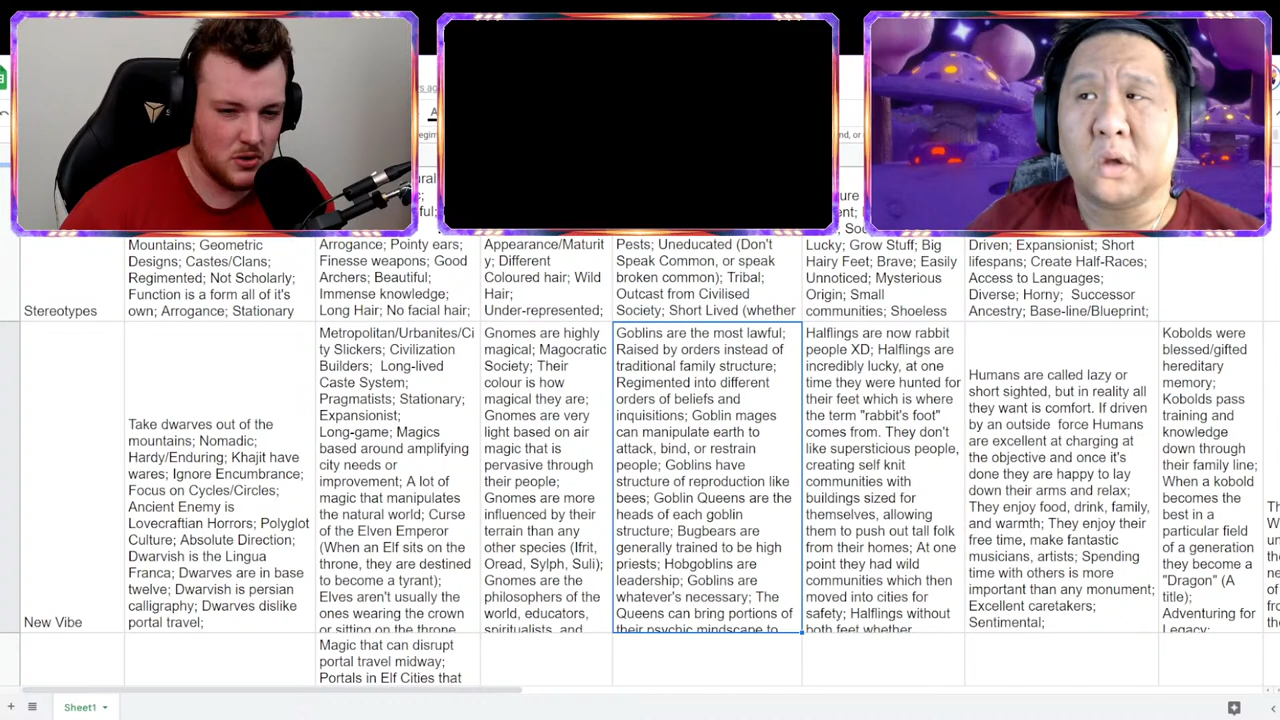 Mountains; Geometric
Designs; Castes/Clans;
Regimented; Not Scholarly;
Function is a form all of it's
own; Arrogance; Stationary
Arrogance; Pointy ears;
Finesse weapons; Good
Archers; Beautiful;
Immense knowledge;
Long Hair; No facial hair;
Appearance/Maturit
y; Different
Coloured hair; Wild
Hair;
Under-represented;
Pests; Uneducated (Don't
Speak Common, or speak
broken common); Tribal;
Outcast from Civilised
Society; Short Lived (whether
Lucky; Grow Stuff; Big
Hairy Feet; Brave; Easily
Unnoticed; Mysterious
Origin; Small
communities; Shoeless
Driven; Expansionist; Short
lifespans; Create Half-Races;
Access to Languages;
Diverse; Horny; Successor
Ancestry; Base-line/Blueprint;
Stereotypes
New Vibe
Take dwarves out of the
mountains; Nomadic;
Hardy/Enduring; Khajit have
wares; Ignore Encumbrance;
Focus on Cycles/Circles;
Ancient Enemy is
Lovecraftian Horrors; Polyglot
Culture; Absolute Direction;
Dwarvish is the Lingua
Franca; Dwarves are in base
twelve; Dwarvish is persian
calligraphy; Dwarves dislike
portal travel;
Metropolitan/Urbanites/Ci
ty Slickers; Civilization
Builders; Long-lived
Caste System;
Pragmatists; Stationary;
Expansionist;
Long-game; Magics
based around amplifying
city needs or
improvement; A lot of
magic that manipulates
the natural world; Curse
of the Elven Emperor
(When an Elf sits on the
throne, they are destined
to become a tyrant);
Elves aren't usually the
ones wearing the crown
or sitting on the throne
Gnomes are highly
magical; Magocratic
Society; Their
colour is how
magical they are;
Gnomes are very
light based on air
magic that is
pervasive through
their people;
Gnomes are more
influenced by their
terrain than any
other species (Ifrit,
Oread, Sylph, Suli);
Gnomes are the
philosophers of the
world, educators,
spiritualists, and
Goblins are the most lawful;
Raised by orders instead of
traditional family structure;
Regimented into different
orders of beliefs and
inquisitions; Goblin mages
can manipulate earth to
attack, bind, or restrain
people; Goblins have
structure of reproduction like
bees; Goblin Queens are the
heads of each goblin
structure; Bugbears are
generally trained to be high
priests; Hobgoblins are
leadership; Goblins are
whatever's necessary; The
Queens can bring portions of
their psychic mindscape to
Halflings are now rabbit
people XD; Halflings are
incredibly lucky, at one
time they were hunted for
their feet which is where
the term "rabbit's foot"
comes from. They don't
like supersticious people,
creating self knit
communities with
buildings sized for
themselves, allowing
them to push out tall folk
from their homes; At one
point they had wild
communities which then
moved into cities for
safety; Halflings without
both feet whether
Humans are called lazy or
short sighted, but in reality all
they want is comfort. If driven
by an outside force Humans
are excellent at charging at
the objective and once it's
done they are happy to lay
down their arms and relax;
They enjoy food, drink, family,
and warmth; They enjoy their
free time, make fantastic
musicians, artists; Spending
time with others is more
important than any monument;
Excellent caretakers;
Sentimental;
Kobolds were
blessed/gifted
hereditary
memory;
Kobolds pass
training and
knowledge
down through
their family line;
When a kobold
becomes the
best in a
particular field
of a generation
they become a
"Dragon" (A
title);
Adventuring for
Legacy;
Magic that can disrupt
portal travel midway;
Portals in Elf Cities that
Sheet1